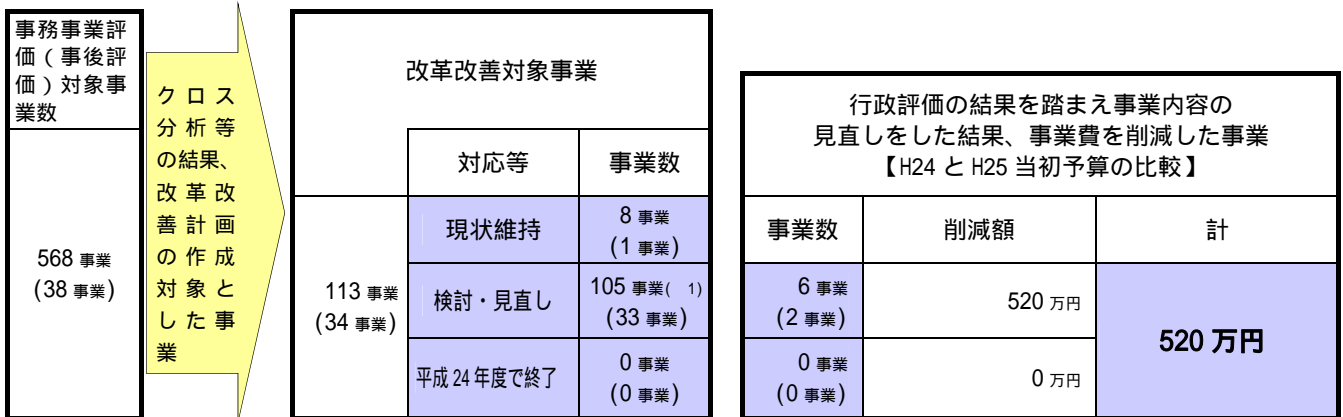 事務事業評
価(事後評
価)対象事
業数
568 事業
(38 事業)
クロス
分析等
の結果、
改革改
善計画
の作成
対象と
した事
業
改革改善対象事業
対応等 事業数
113 事業
(34 事業)
現状維持 8 事業
(1 事業)
検討・見直し 105 事業( 1)
(33 事業)
平成 24 年度で終了 0 事業
(0 事業)
行政評価の結果を踏まえ事業内容の
見直しをした結果、事業費を削減した事業
【H24 と H25 当初予算の比較】
事業数 削減額 計
6 事業
(2 事業)
520 万円
0 事業
(0 事業)
0 万円
520 万円